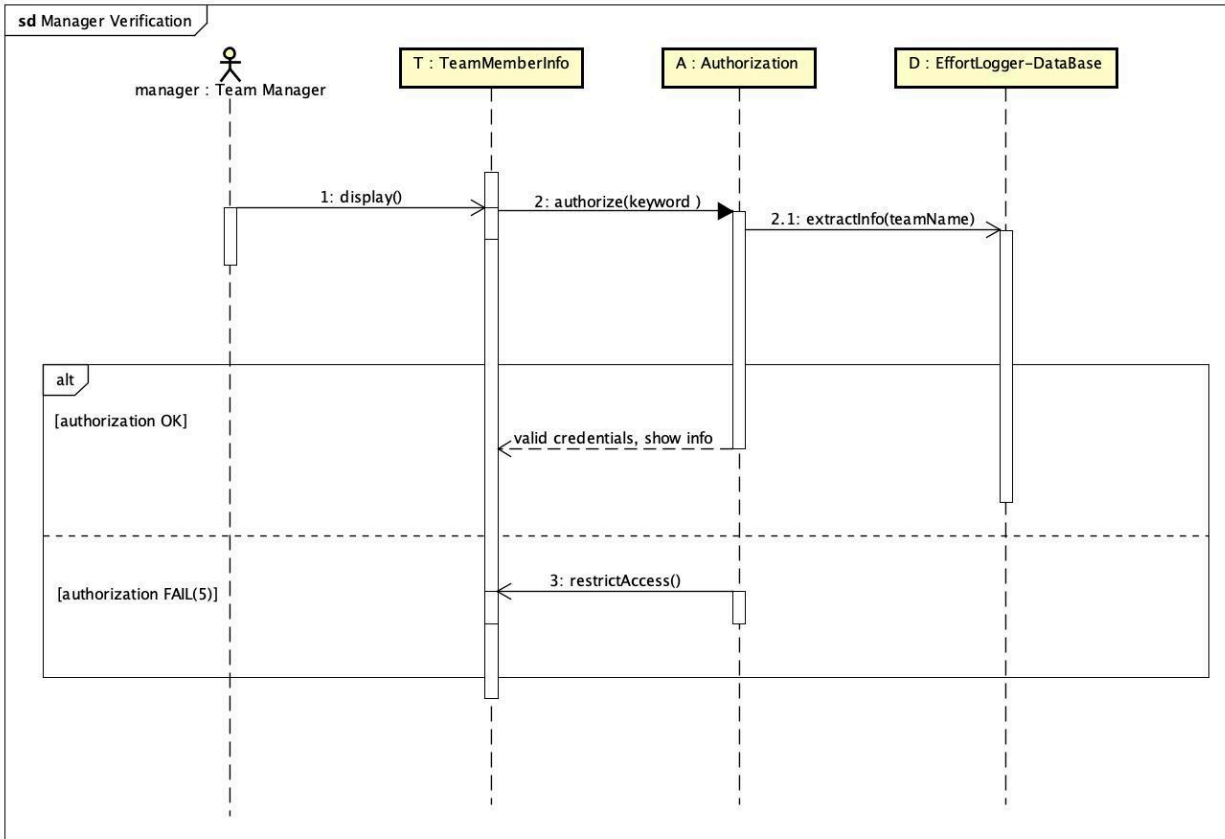 sd Manager Verification
manager : Team Manager
T : TeamMemberInfo
A : Authorization
D : EffortLogger-DataBase
1: display()
2: authorize(keyword )
2.1: extractInfo(teamName)
alt
[authorization OK]
valid credentials, show info
3: restrictAccess()
[authorization FAIL(5)]